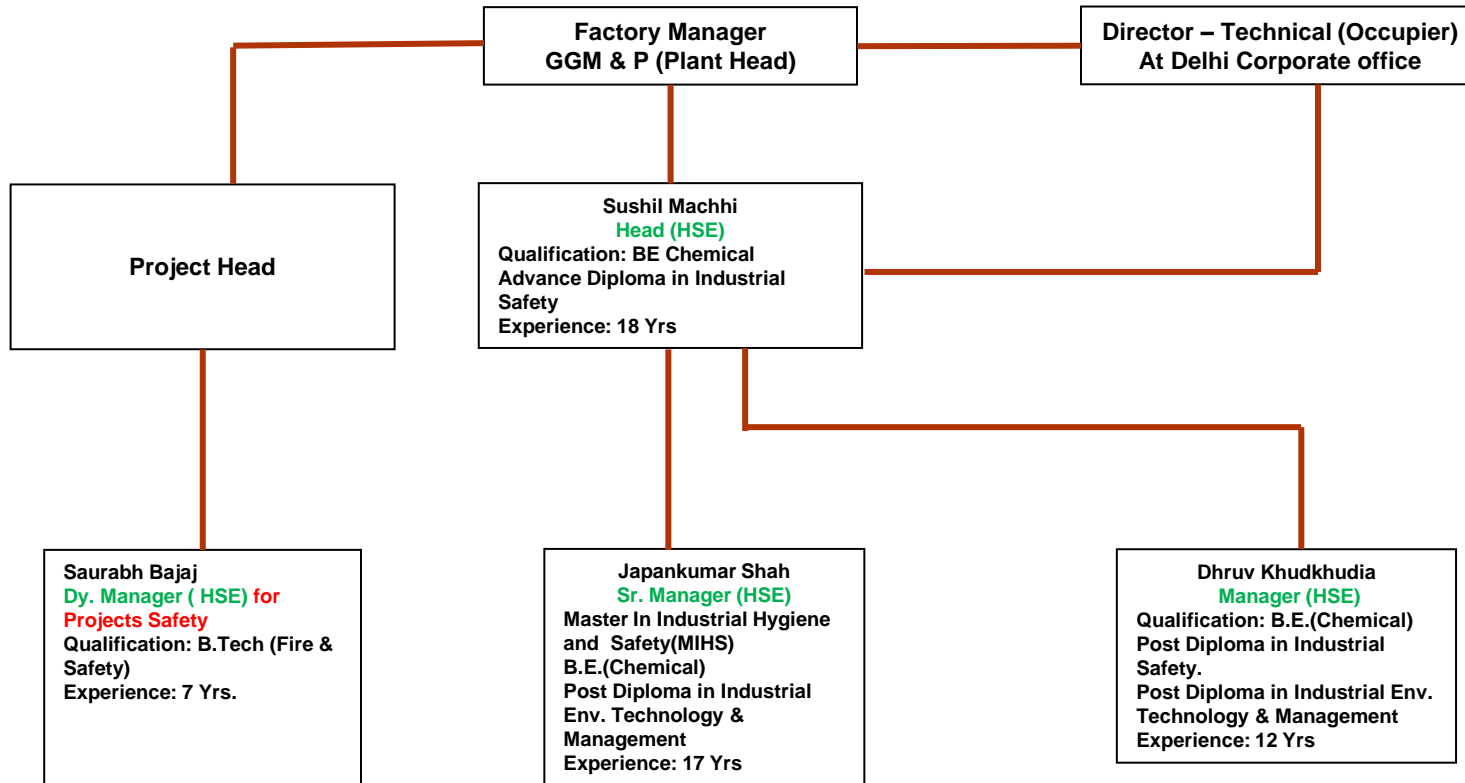 Factory Manager
GGM & P (Plant Head)
Director – Technical (Occupier)
At Delhi Corporate office
Project Head
Sushil Machhi
Head (HSE)
Qualification: BE Chemical
Advance Diploma in Industrial
Safety
Experience: 18 Yrs
Saurabh Bajaj
Dy. Manager ( HSE) for
Projects Safety
Qualification: B.Tech (Fire &
Safety)
Experience: 7 Yrs.
Japankumar Shah
Sr. Manager (HSE)
Master In Industrial Hygiene
and Safety(MIHS)
B.E.(Chemical)
Post Diploma in Industrial
Env. Technology &
Management
Experience: 17 Yrs
Dhruv Khudkhudia
Manager (HSE)
Qualification: B.E.(Chemical)
Post Diploma in Industrial
Safety.
Post Diploma in Industrial Env.
Technology & Management
Experience: 12 Yrs